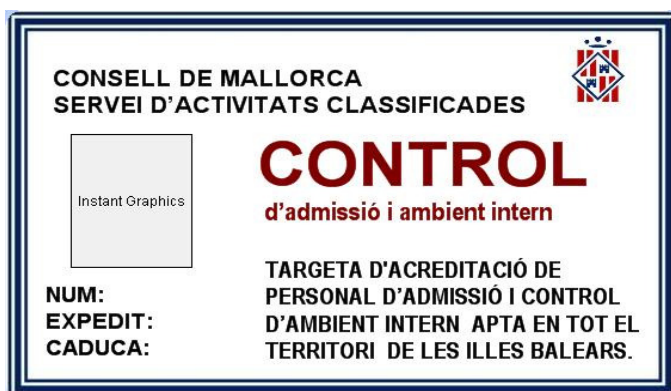 CONSELL DE MALLORCA
SERVEI D'ACTIVITATS CLASSIFICADES
Instant Graphics
CONTROL
d'admissió i ambient intern
NUM:
EXPEDIT:
CADUCA:
TARGETA D'ACREDITACIÓ DE
PERSONAL D'ADMISSIÓ I CONTROL
D'AMBIENT INTERN APTA EN TOT EL
TERRITORI DE LES ILLES BALEARS.